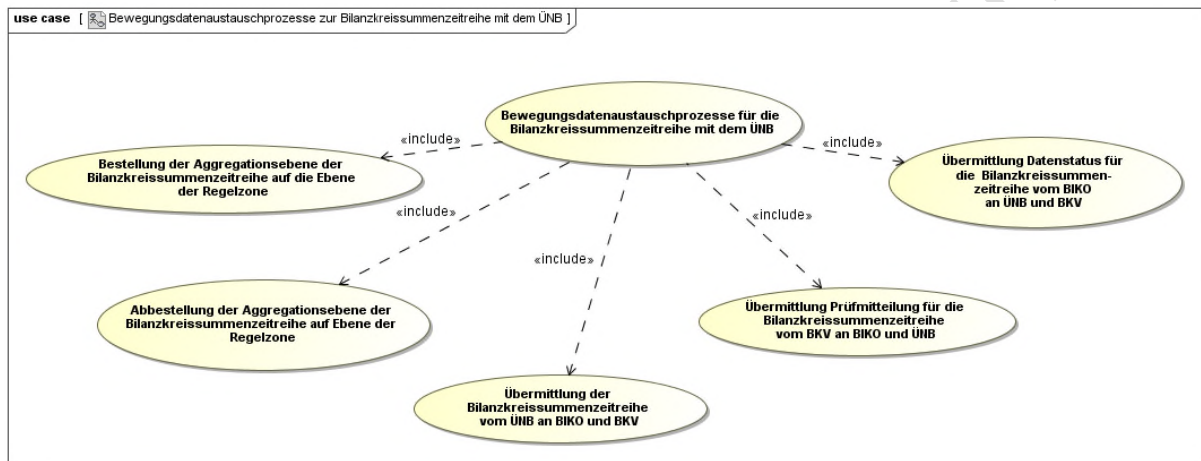 use case [ Bewegungsdatenaustauschprozesse zur Bilanzkreissummenzeitreihe mit dem ÜNB ]
Bewegungsdatenaustauschprozesse für die
Bilanzkreissummenzeitreihe mit dem ÜNB
«include»
Bestellung der Aggregationsebene der
Bilanzkreissummenzeitreihe auf die Ebene
der Regelzone
«include»
Übermittlung Datenstatus für
die Bilanzkreissummen-
zeitreihe vom BIKO
an ÜNB und BKV
«include»
«include»
«include»
Abbestellung der Aggregationsebene der
Bilanzkreissummenzeitreihe auf Ebene der
Regelzone
Übermittlung Prüfmitteilung für die
Bilanzkreissummenzeitreihe
vom BKV an BIKO und ÜNB
Übermittlung der
Bilanzkreissummenzeitreihe
vom ÜNB an BIKO und BKV